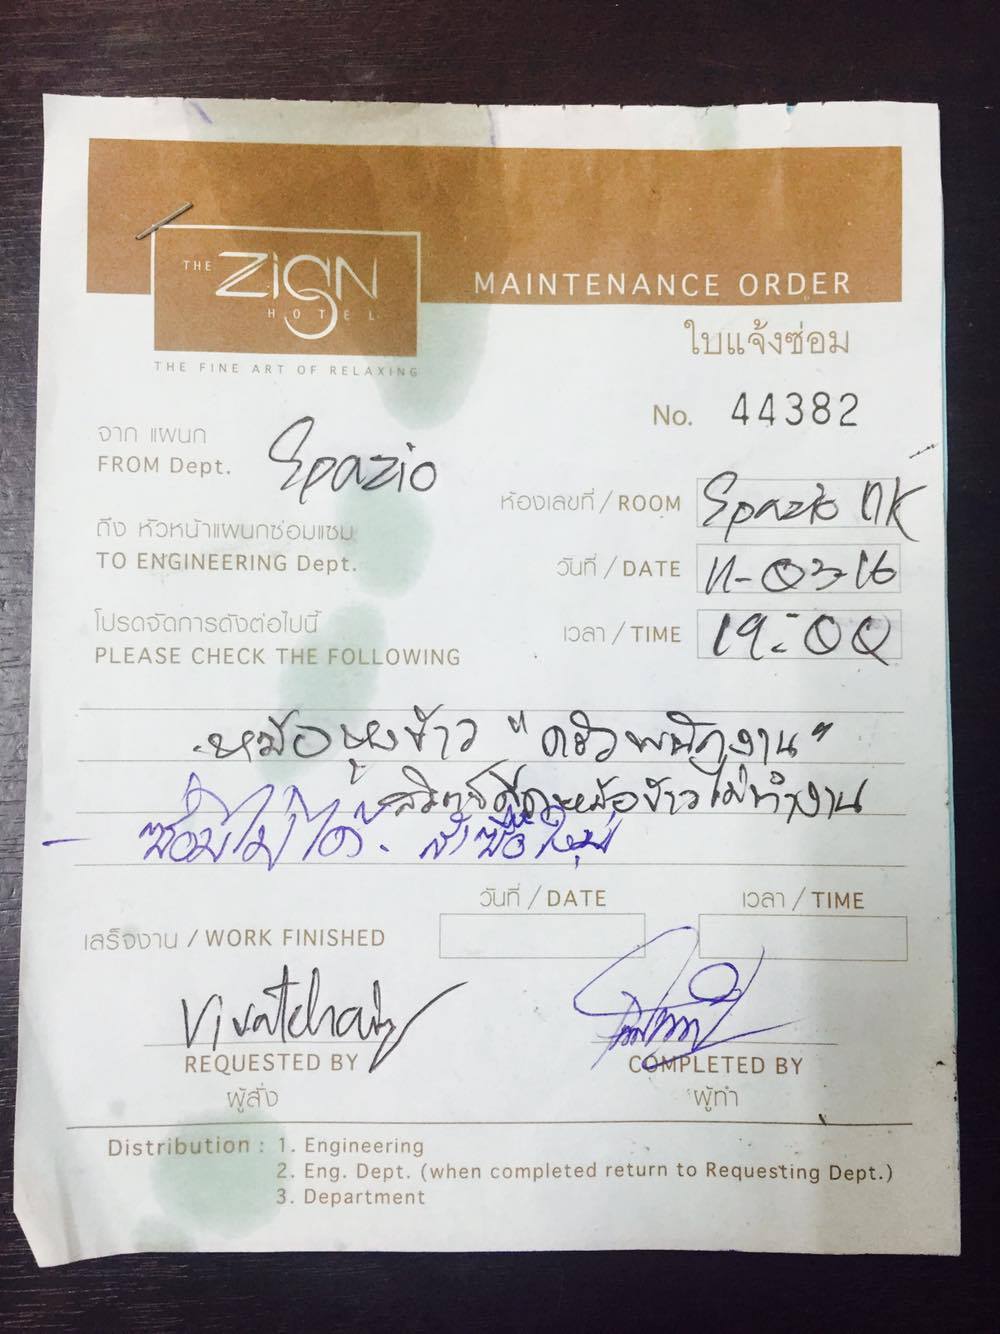 THE ZIGN
HOTEL
THE FINE ART OF RELAXING
MAINTENANCE ORDER
ใบแจ้งซ่อม
No. 44382
จาก แผนก
FROM Dept. Spazio
ห้องเลขที่ / ROOM Spazio
ถึง หัวหน้าแผนกซ่อมแซม
TO ENGINEERING Dept.
วันที่ / DATE 11-03-16
โปรดจัดการดังต่อไปนี้
PLEASE CHECK THE FOLLOWING
เวลา / TIME 19:00
หม้อหุงข้าว "ครัวพนักงาน"
หม้อข้าวไม่ทำงาน
- ซ่อมไม่ได้. สั่งซื้อใหม่
วันที่ / DATE
เวลา / TIME
เสร็จงาน / WORK FINISHED
REQUESTED BY
ผู้สั่ง
COMPLETED BY
ผู้ทำ
Distribution : 1. Engineering
2. Eng. Dept. (when completed return to Requesting Dept.)
3. Department